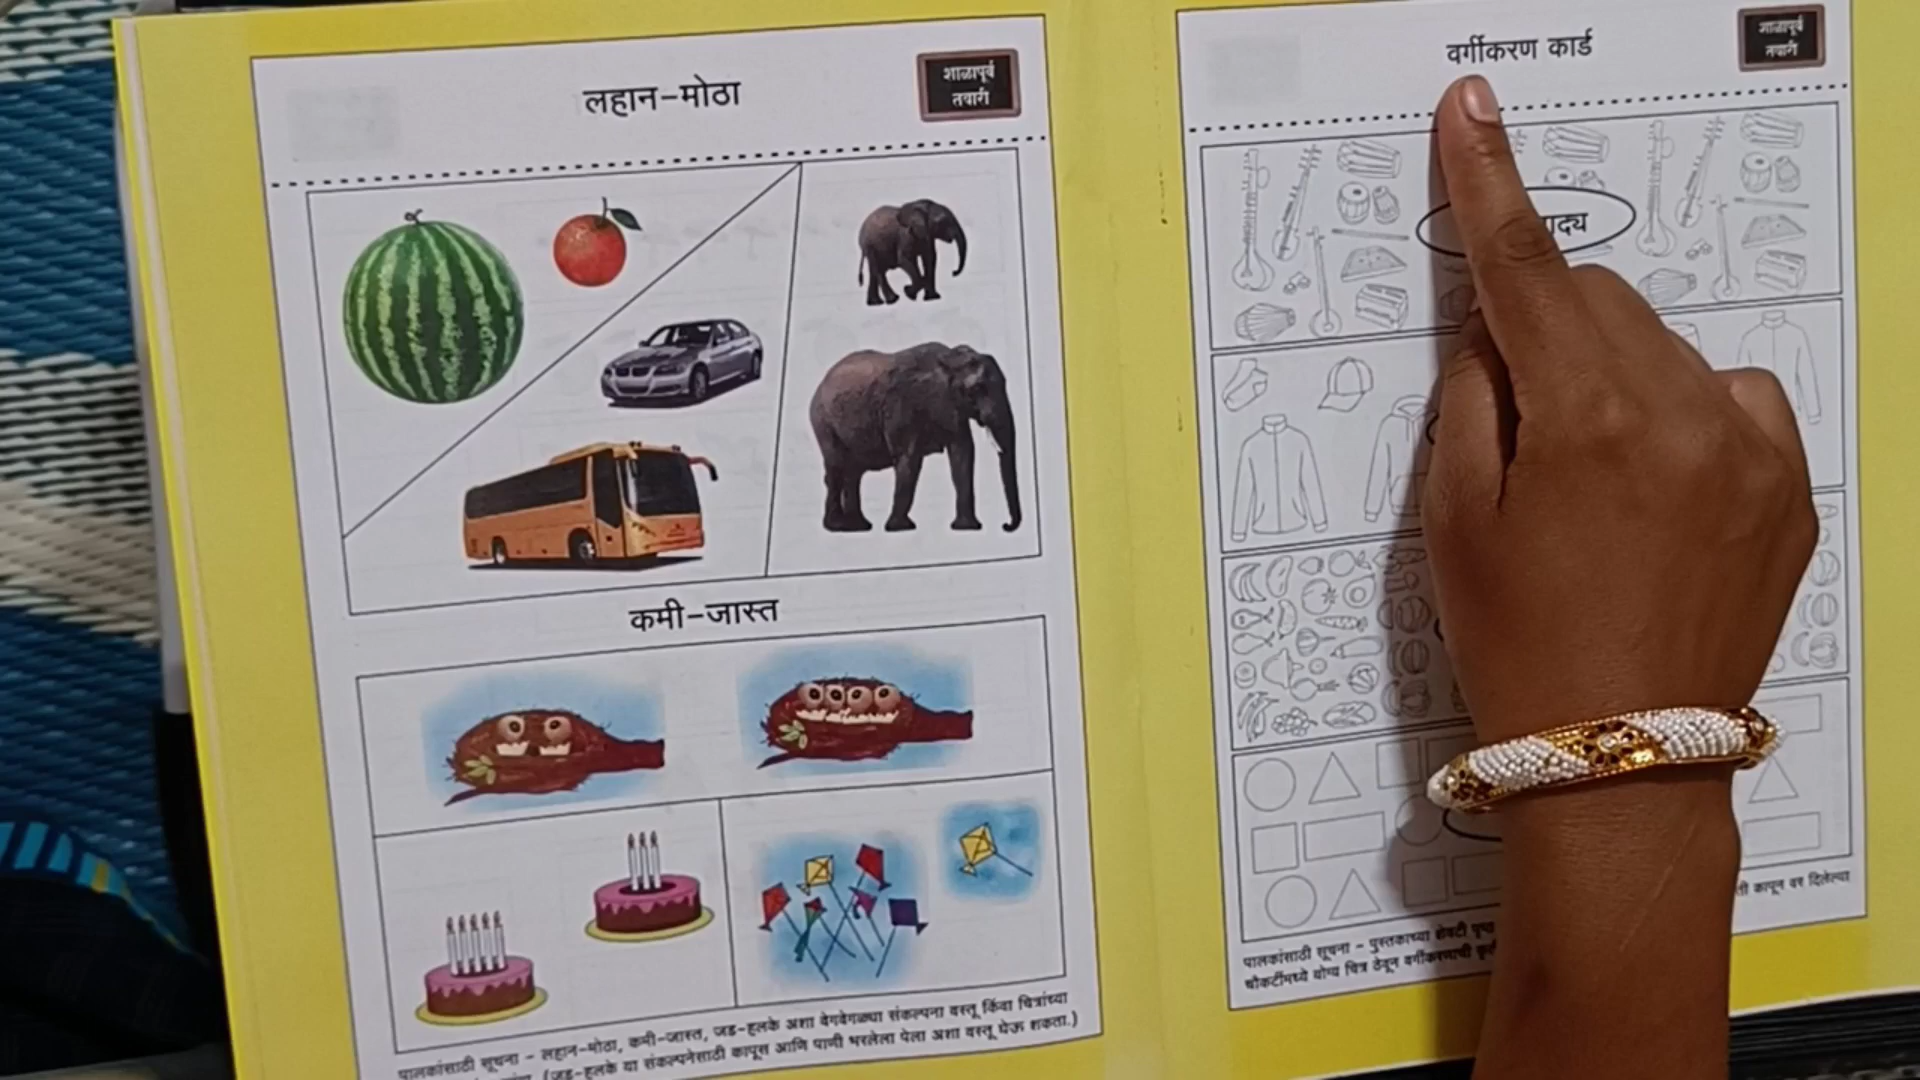 लहान-मोठा
शाळापूर्व
तयारी
कमी-जास्त
पालकांसाठी सूचना - लहान-मोठा, कमी-जास्त, जड-हलके अशा वेगवेगळ्या संकल्पना वस्तू किंवा चित्रांच्या
(जड-हलके या संकल्पनेसाठी कापूस आणि पाणी भरलेला पेला अशा वस्तू घेऊ शकता.)
वर्गीकरण कार्ड
शाळापूर्व
तयारी
पालकांसाठी सूचना - पुस्तकाच्या शेवटी कापून वर दिलेल्या
चौकटींमध्ये योग्य चित्र ठेवून वर्गीकरणाची